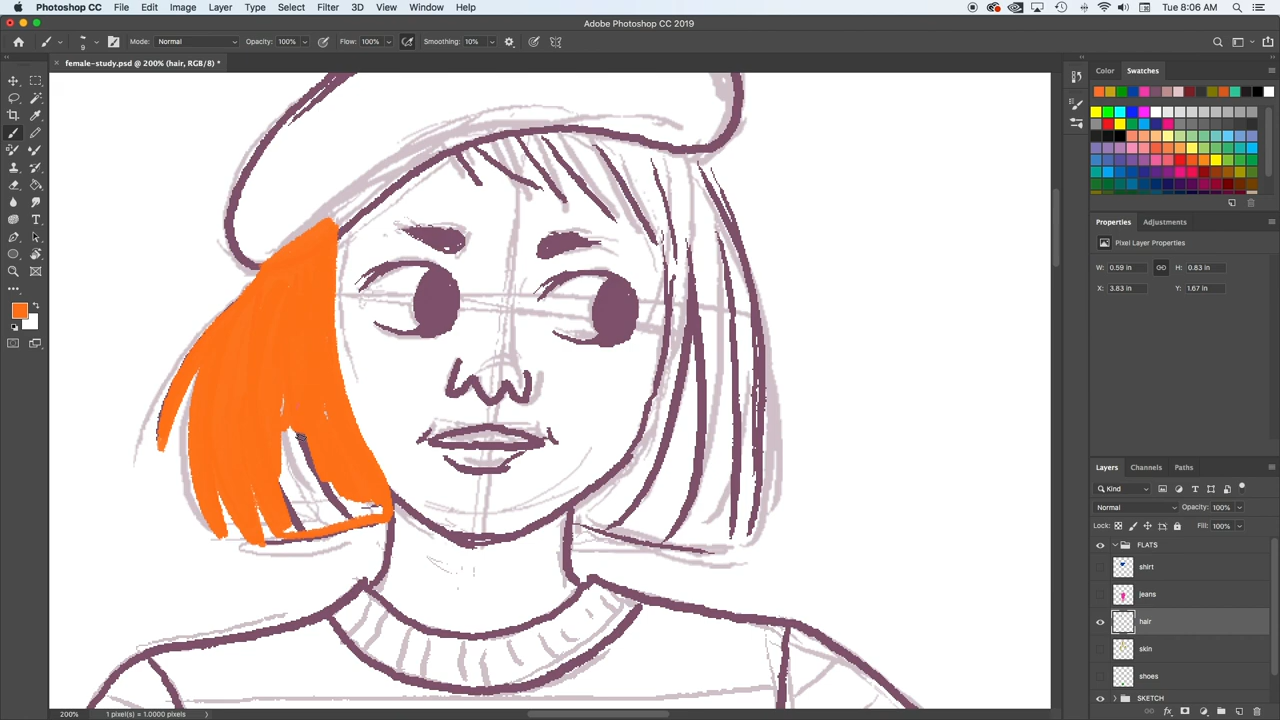 Photoshop CC File Edit Image Layer Type Select Filter 3D View Window Help Tue 8:06 AM
Adobe Photoshop CC 2019
9 Mode: Normal Opacity: 100% Flow: 100% Smoothing: 10%
× female-study.psd @ 200% (hair, RGB/8) *
Color Swatches
Properties Adjustments
Pixel Layer Properties
W: 0.59 in H: 0.83 in
X: 3.83 in Y: 1.67 in
Layers Channels Paths
Kind
Normal Opacity: 100%
Lock: Fill: 100%
FLATS
shirt
jeans
hair
skin
shoes
SKETCH
200% 1 pixel(s) = 1.0000 pixels